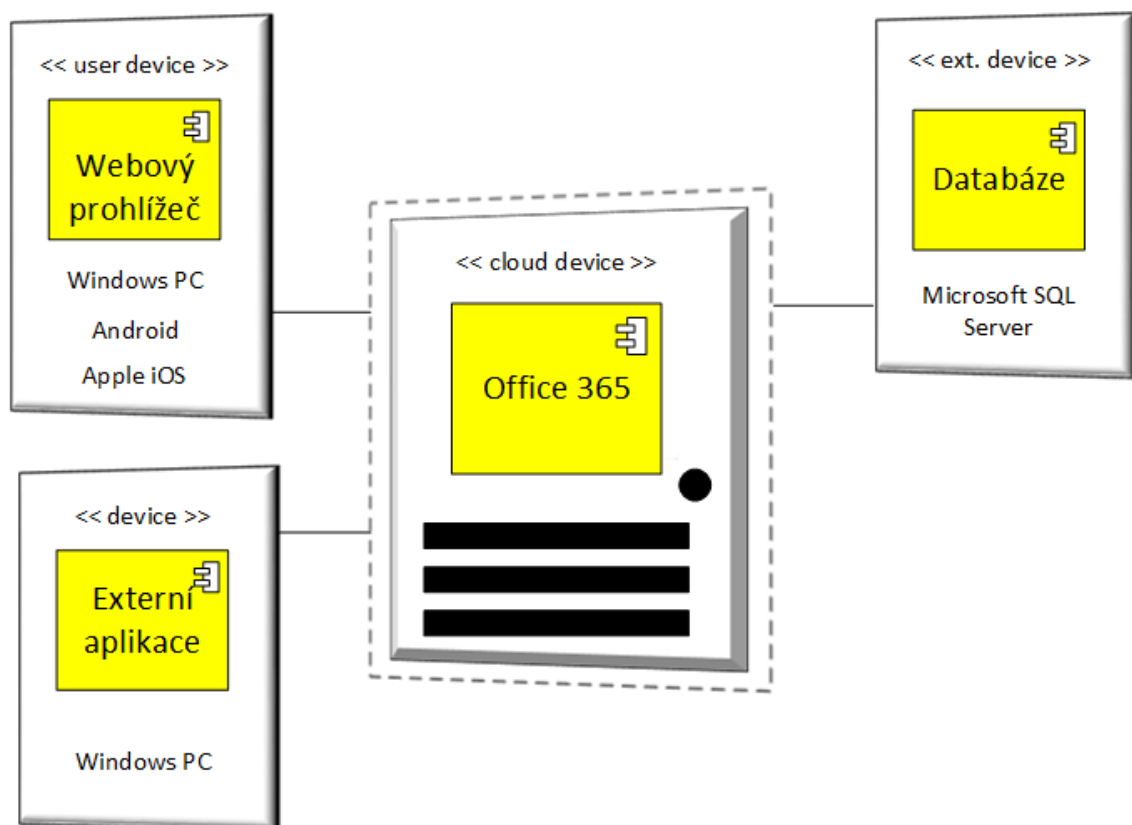 << user device >>
Webový
prohlížeč
Windows PC
Android
Apple iOS
<< device >>
Externí
aplikace
Windows PC
<< cloud device >>
Office 365
<< ext. device >>
Databáze
Microsoft SQL
Server